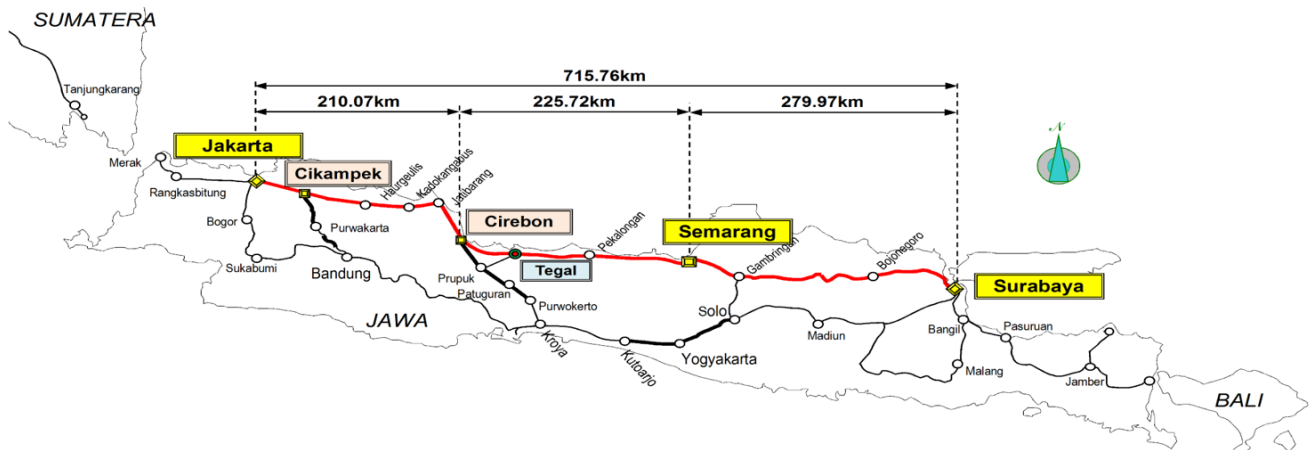 SUMATERA
715.76km
Tanjungkarang
210.07km
225.72km
279.97km
N
Jakarta
Merak
Cikampek
Haurgeulis
Kadokangabus
Jatibarang
Rangkasbitung
Bogor
Purwakarta
Cirebon
Pekalongan
Semarang
Gambringan
Bojonegoro
Sukabumi
Bandung
Prupuk
Tegal
Patuguran
Surabaya
Purwokerto
JAWA
Solo
Kroya
Kutoarjo
Yogyakarta
Madiun
Bangil
Pasuruan
Malang
Jamber
BALI